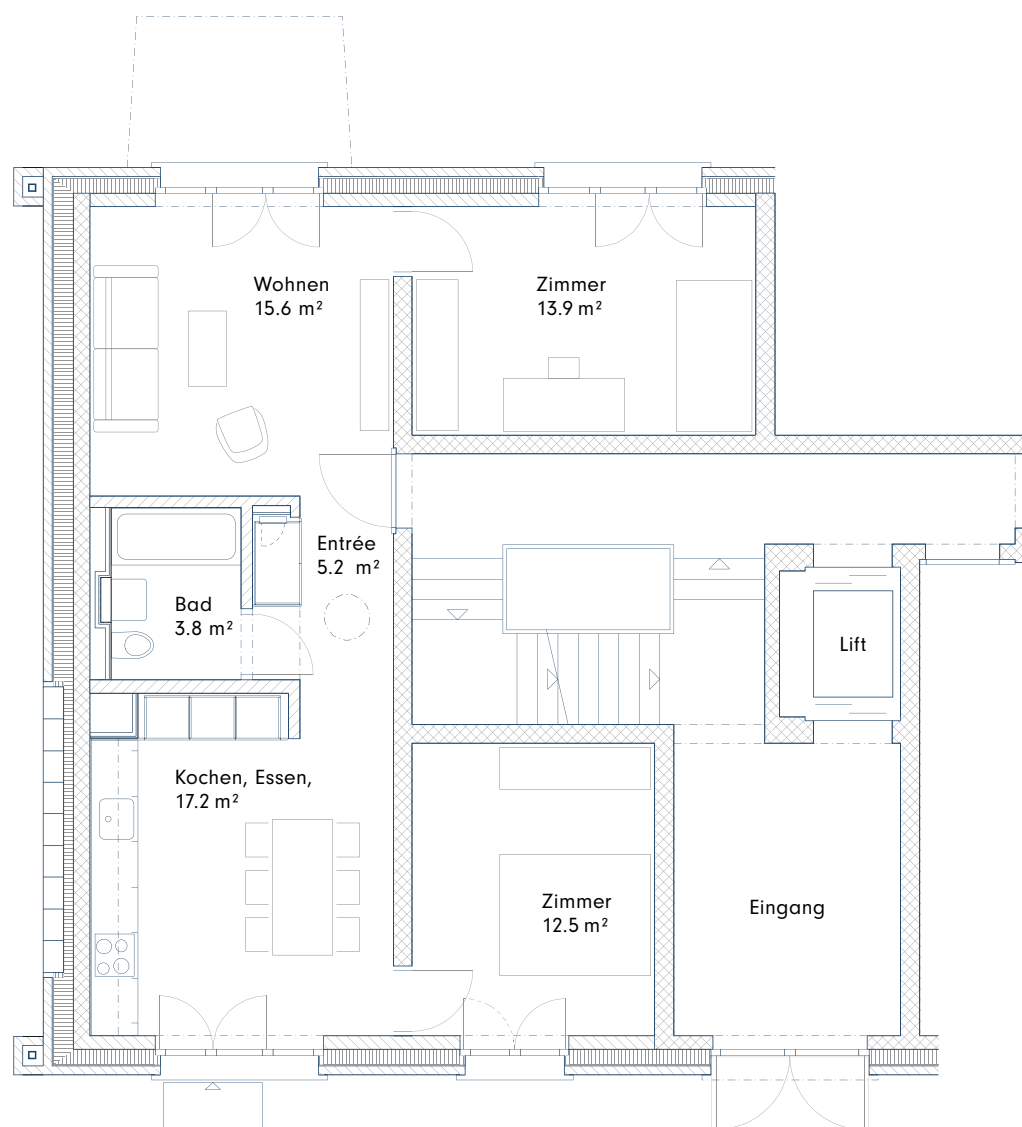 Wohnen
15.6 m²
Zimmer
13.9 m²
Entrée
5.2 m²
Bad
3.8 m²
Lift
Kochen, Essen,
17.2 m²
Zimmer
12.5 m²
Eingang